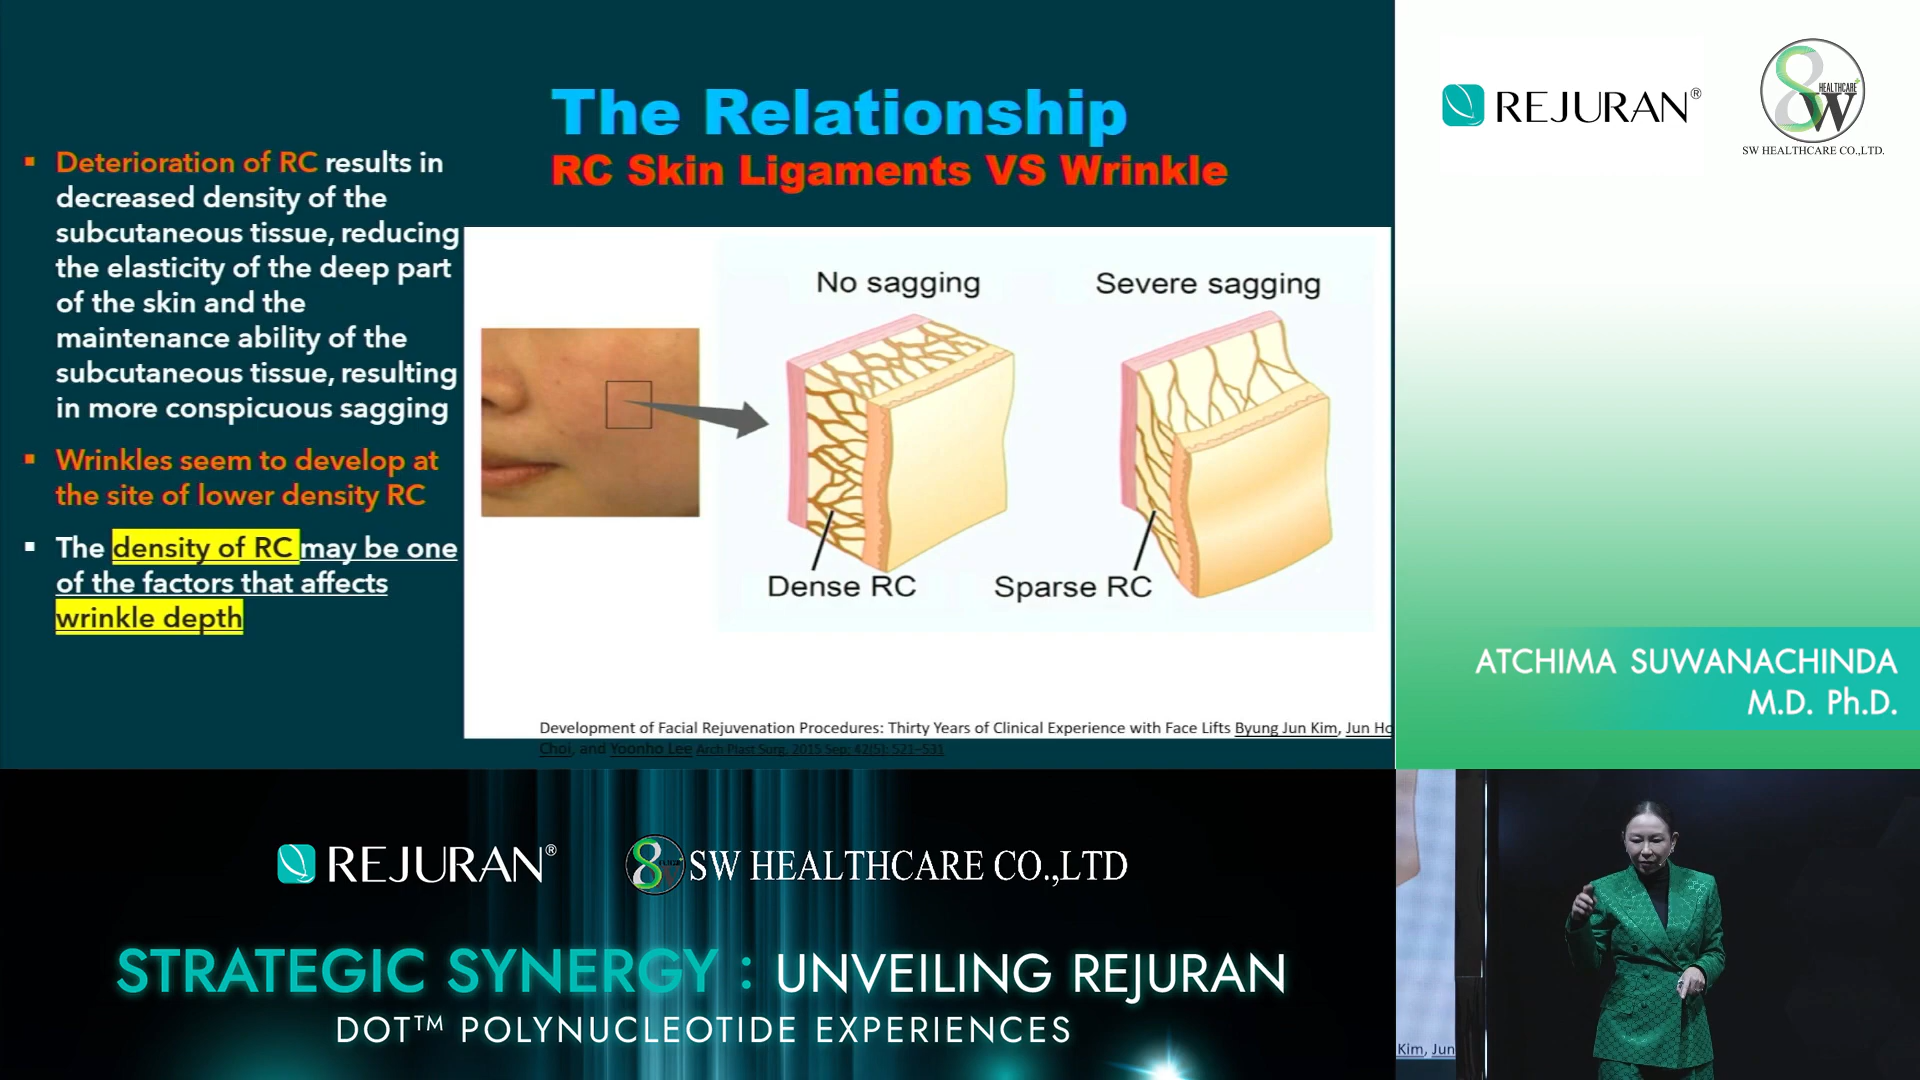 The Relationship
RC Skin Ligaments VS Wrinkle
▪ Deterioration of RC results in
decreased density of the
subcutaneous tissue, reducing
the elasticity of the deep part
of the skin and the
maintenance ability of the
subcutaneous tissue, resulting
in more conspicuous sagging
▪ Wrinkles seem to develop at
the site of lower density RC
▪ The density of RC may be one
of the factors that affects
wrinkle depth
No sagging
Severe sagging
Dense RC
Sparse RC
Development of Facial Rejuvenation Procedures: Thirty Years of Clinical Experience with Face Lifts Byung Jun Kim, Jun Ho
Choi, and Yoonho Lee Arch Plast Surg. 2015 Sep; 42(5): 521–531
REJURAN®
HEALTHCARE
SW
SW HEALTHCARE CO.,LTD.
ATCHIMA SUWANACHINDA
M.D. Ph.D.
REJURAN®
SW HEALTHCARE CO.,LTD
STRATEGIC SYNERGY : UNVEILING REJURAN
DOT™ POLYNUCLEOTIDE EXPERIENCES
Kim, Jun